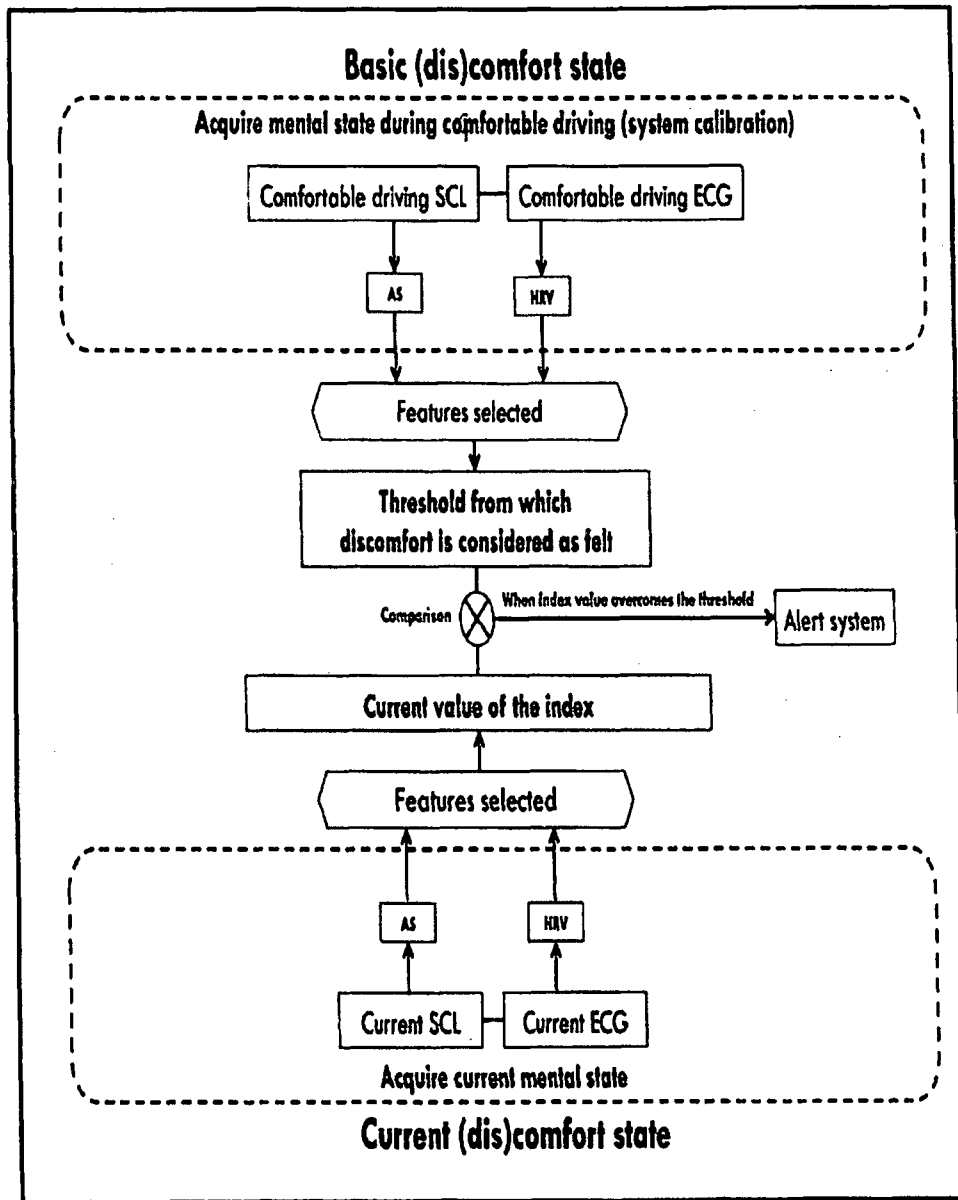 Basic (dis)comfort state
Acquire mental state during comfortable driving (system calibration)
Comfortable driving SCL
Comfortable driving ECG
AS
HRV
Features selected
Threshold from which
discomfort is considered as felt
Comparison
When index value overcomes the threshold
Alert system
Current value of the index
Features selected
AS
HRV
Current SCL
Current ECG
Acquire current mental state
Current (dis)comfort state